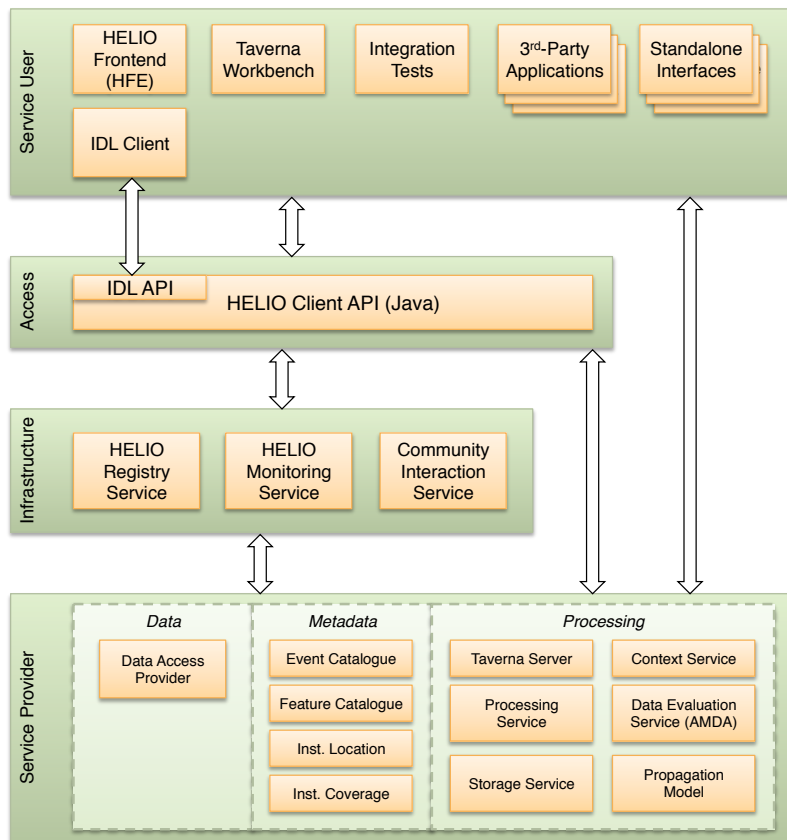 Service User
HELIO
Frontend
(HFE)
Taverna
Workbench
Integration
Tests
3rd-Party
Applications
Standalone
Interfaces
IDL Client
Access
IDL API
HELIO Client API (Java)
Infrastructure
HELIO
Registry
Service
HELIO
Monitoring
Service
Community
Interaction
Service
Service Provider
Data
Data Access
Provider
Metadata
Event Catalogue
Feature Catalogue
Inst. Location
Inst. Coverage
Processing
Taverna Server
Context Service
Processing
Service
Data Evaluation
Service (AMDA)
Storage Service
Propagation
Model